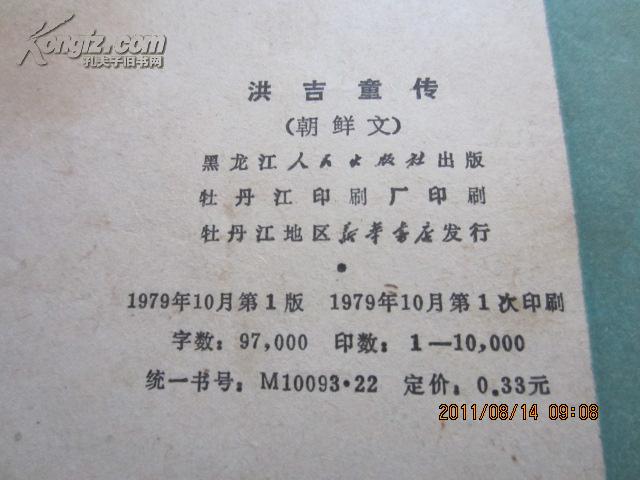 Kongfz.com
孔夫子旧书网
洪吉童传
(朝鲜文)
黑龙江人民出版社出版
牡丹江印刷厂印刷
牡丹江地区新华书店发行
1979年10月第1版 1979年10月第1次印刷
字数：97,000 印数：1—10,000
统一书号：M10093·22 定价：0.33元
2011/08/14 09:08